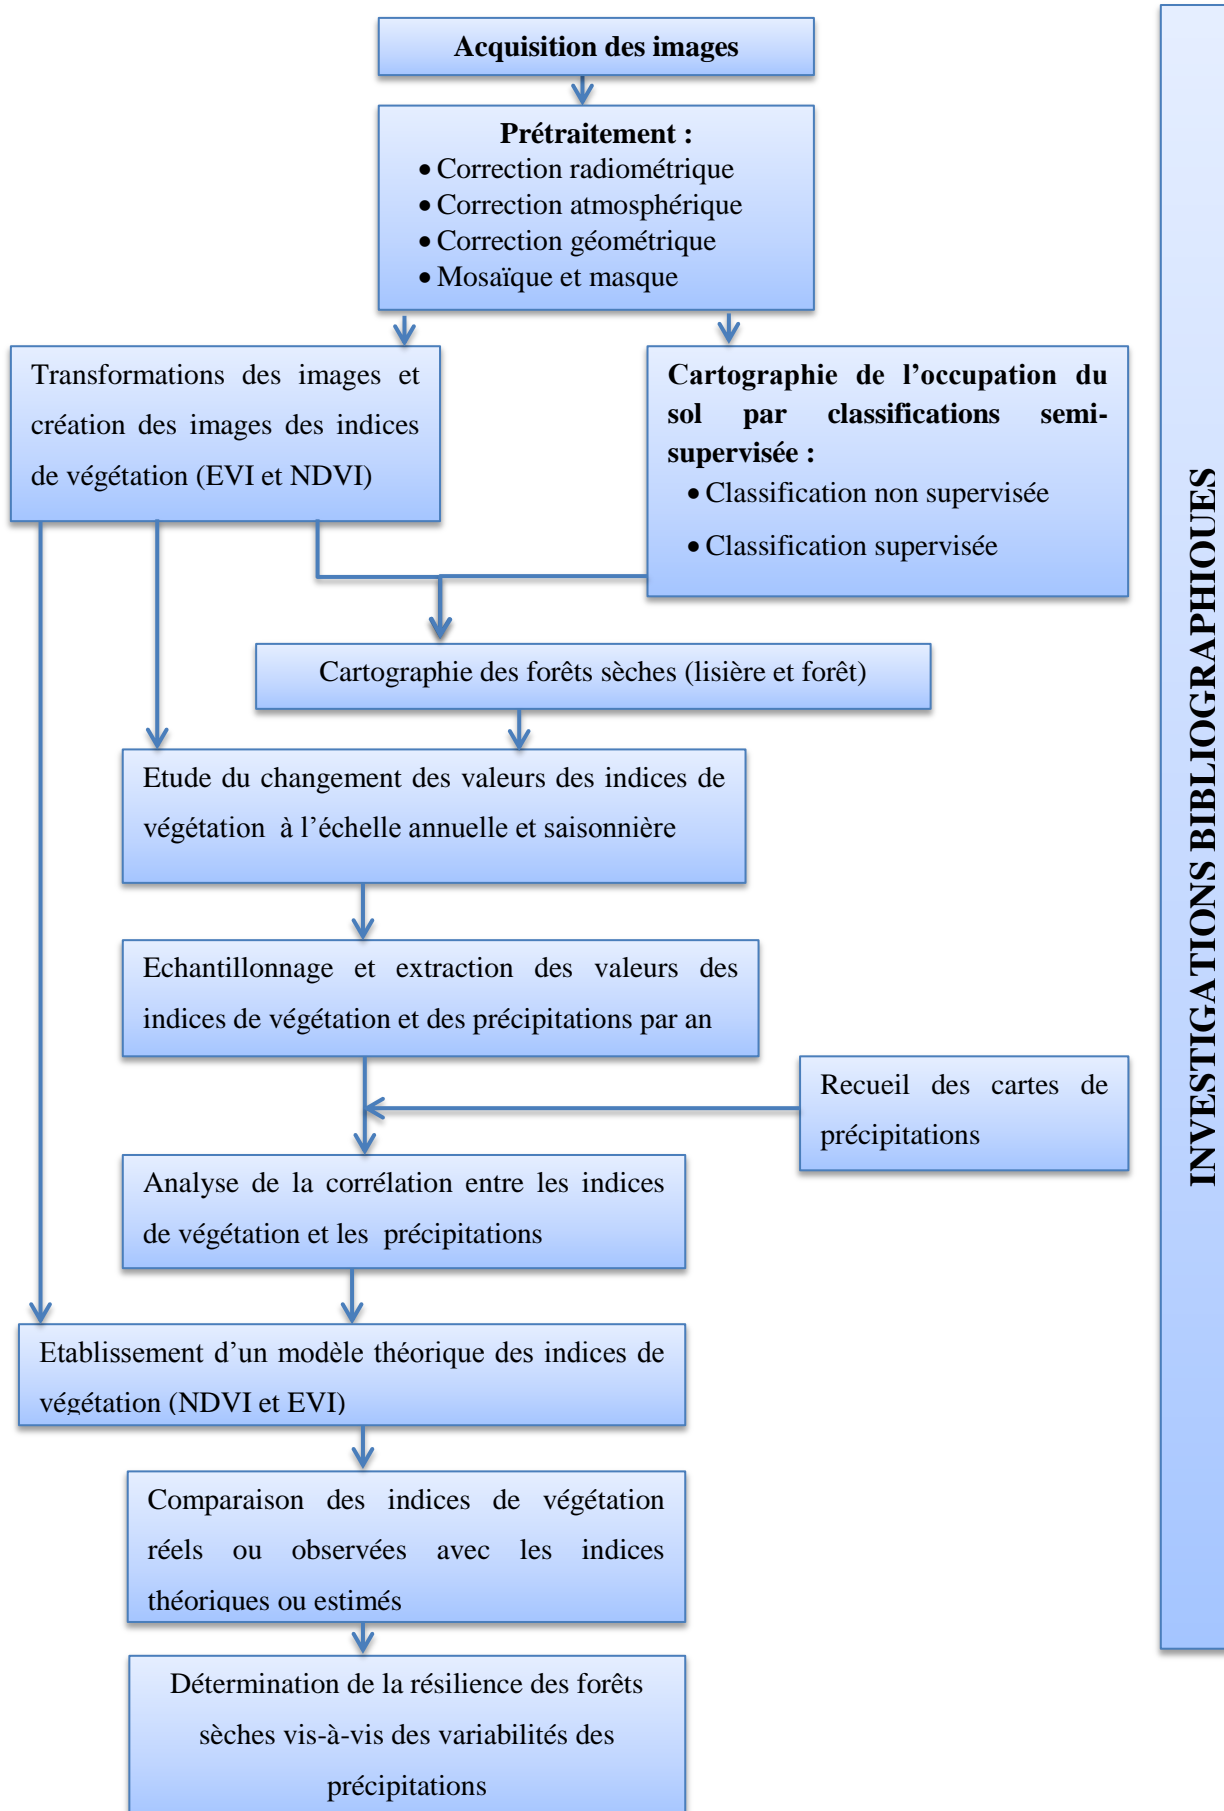 Acquisition des images
Prétraitement :
• Correction radiométrique
• Correction atmosphérique
• Correction géométrique
• Mosaïque et masque
Transformations des images et
création des images des indices
de végétation (EVI et NDVI)
Cartographie de l’occupation du
sol par classifications semi-
supervisée :
• Classification non supervisée
• Classification supervisée
Cartographie des forêts sèches (lisière et forêt)
Etude du changement des valeurs des indices de
végétation à l’échelle annuelle et saisonnière
Echantillonnage et extraction des valeurs des
indices de végétation et des précipitations par an
Recueil des cartes de
précipitations
Analyse de la corrélation entre les indices
de végétation et les précipitations
Etablissement d’un modèle théorique des indices de
végétation (NDVI et EVI)
Comparaison des indices de végétation
réels ou observées avec les indices
théoriques ou estimés
Détermination de la résilience des forêts
sèches vis-à-vis des variabilités des
précipitations
INVESTIGATIONS BIBLIOGRAPHIQUES